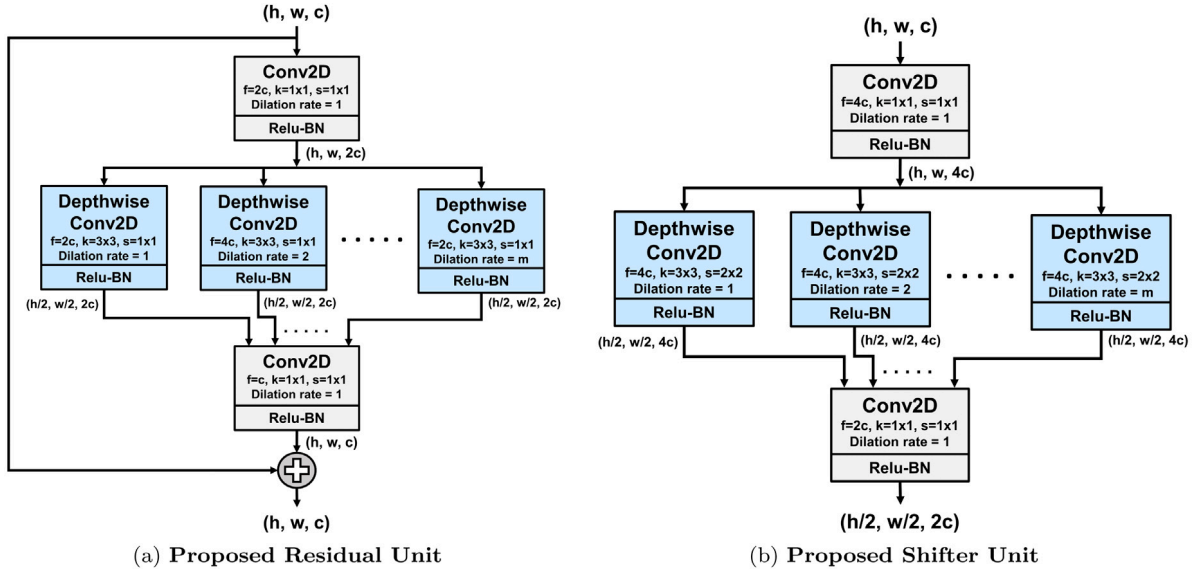 (h, w, c)
Conv2D
f=2c, k=1x1, s=1x1
Dilation rate = 1
Relu-BN
(h, w, 2c)
Depthwise
Conv2D
f=2c, k=3x3, s=1x1
Dilation rate = 1
Relu-BN
(h/2, w/2, 2c)
Depthwise
Conv2D
f=4c, k=3x3, s=1x1
Dilation rate = 2
Relu-BN
(h/2, w/2, 2c)
. . . . . .
Depthwise
Conv2D
f=2c, k=3x3, s=1x1
Dilation rate = m
Relu-BN
(h/2, w/2, 2c)
. . . . .
Conv2D
f=c, k=1x1, s=1x1
Dilation rate = 1
Relu-BN
(h, w, c)
(h, w, c)
(a) Proposed Residual Unit
(h, w, c)
Conv2D
f=4c, k=1x1, s=1x1
Dilation rate = 1
Relu-BN
(h, w, 4c)
Depthwise
Conv2D
f=4c, k=3x3, s=2x2
Dilation rate = 1
Relu-BN
(h/2, w/2, 4c)
Depthwise
Conv2D
f=4c, k=3x3, s=2x2
Dilation rate = 2
Relu-BN
(h/2, w/2, 4c)
. . . . . .
Depthwise
Conv2D
f=4c, k=3x3, s=2x2
Dilation rate = m
Relu-BN
(h/2, w/2, 4c)
. . . . .
Conv2D
f=2c, k=1x1, s=1x1
Dilation rate = 1
Relu-BN
(h/2, w/2, 2c)
(b) Proposed Shifter Unit